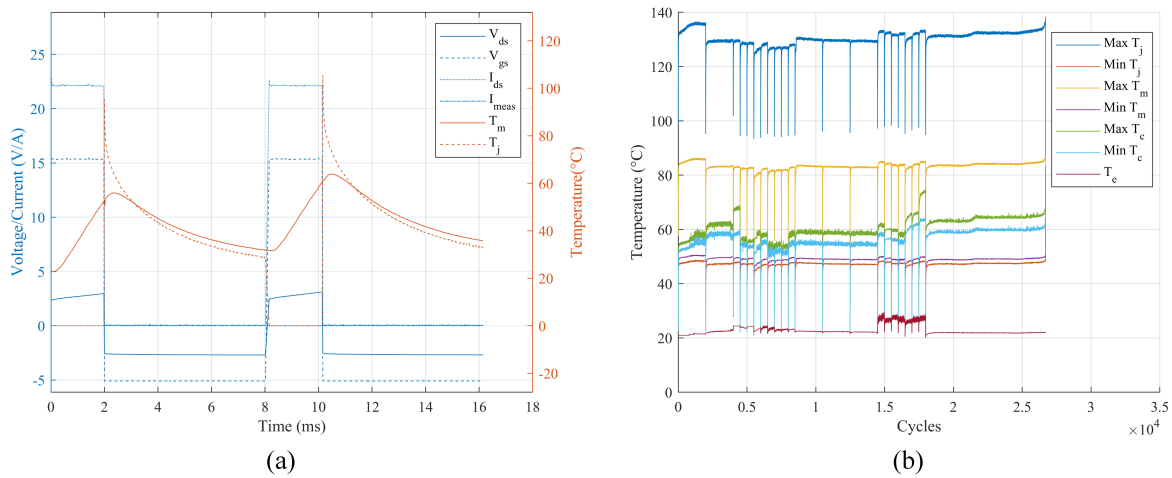 25
20
15
10
5
0
-5
Voltage/Current (V/A)
0
2
4
6
8
10
12
14
16
18
Time (ms)
120
100
80
60
40
20
0
-20
Temperature(°C)
V_ds
V_gs
I_ds
I_meas
T_m
T_j
(a)
140
120
100
80
60
40
20
0
Temperature (°C)
0
0.5
1
1.5
2
2.5
3
3.5
×10⁴
Cycles
Max T_j
Min T_j
Max T_m
Min T_m
Max T_c
Min T_c
T_e
(b)